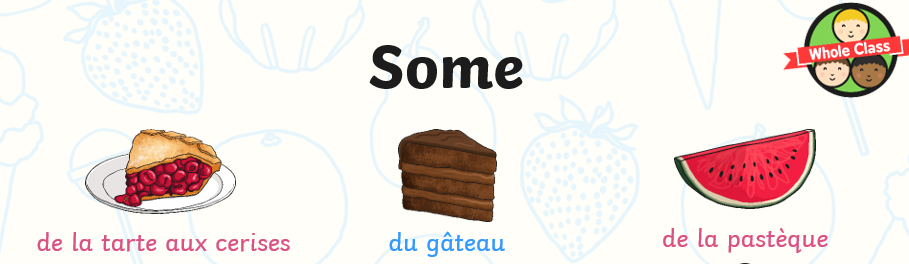 Some
Whole Class
de la tarte aux cerises
du gâteau
de la pastèque